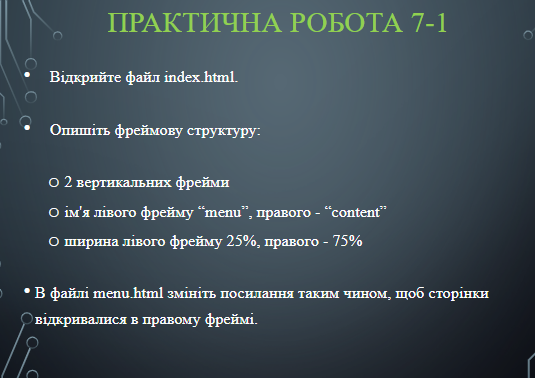 ПРАКТИЧНА РОБОТА 7-1
• Відкрийте файл index.html.
• Опишіть фреймову структуру:
o 2 вертикальних фрейми
o ім'я лівого фрейму “menu”, правого - “content”
o ширина лівого фрейму 25%, правого - 75%
• В файлі menu.html змініть посилання таким чином, щоб сторінки
відкривалися в правому фреймі.